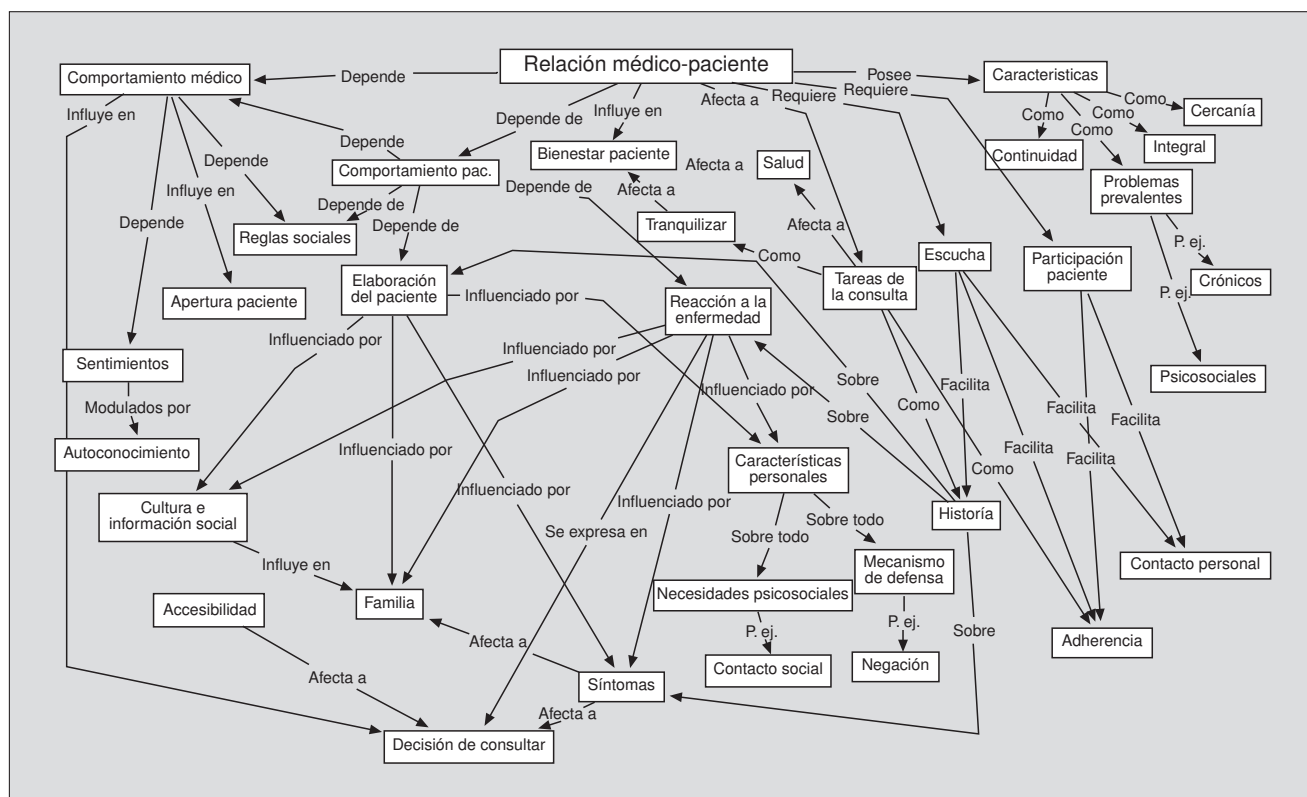 Relación médico-paciente
Comportamiento médico
Depende
Posee
Caracteristicas
Influye en
Depende de
Influye en
Afecta a
Requiere
Requiere
Como
Como
Como
Como
Cercanía
Continuidad
Integral
Depende
Depende
Comportamiento pac.
Bienestar paciente
Afecta a
Salud
Problemas
prevalentes
Influye en
Depende de
Depende de
Depende de
Afecta a
Tranquilizar
Afecta a
Depende
Reglas sociales
Como
Escucha
Participación
paciente
P. ej.
Crónicos
P. ej.
Apertura paciente
Elaboración
del paciente
Influenciado por
Reacción a la
enfermedad
Tareas de
la consulta
Influenciado por
Influenciado por
Influenciado por
Sentimientos
Modulados por
Autoconocimiento
Influenciado por
Sobre
Sobre
Como
Facilita
Psicosociales
Facilita
Facilita
Facilita
Facilita
Como
Influenciado por
Características
personales
Influenciado por
Influenciado por
Cultura e
información social
Historía
Se expresa en
Sobre todo
Sobre todo
Influye en
Mecanismo
de defensa
Contacto personal
Accesibilidad
Familia
Necesidades psicosociales
P. ej.
P. ej.
Sobre
Adherencia
Afecta a
Contacto social
Negación
Afecta a
Síntomas
Afecta a
Decisión de consultar